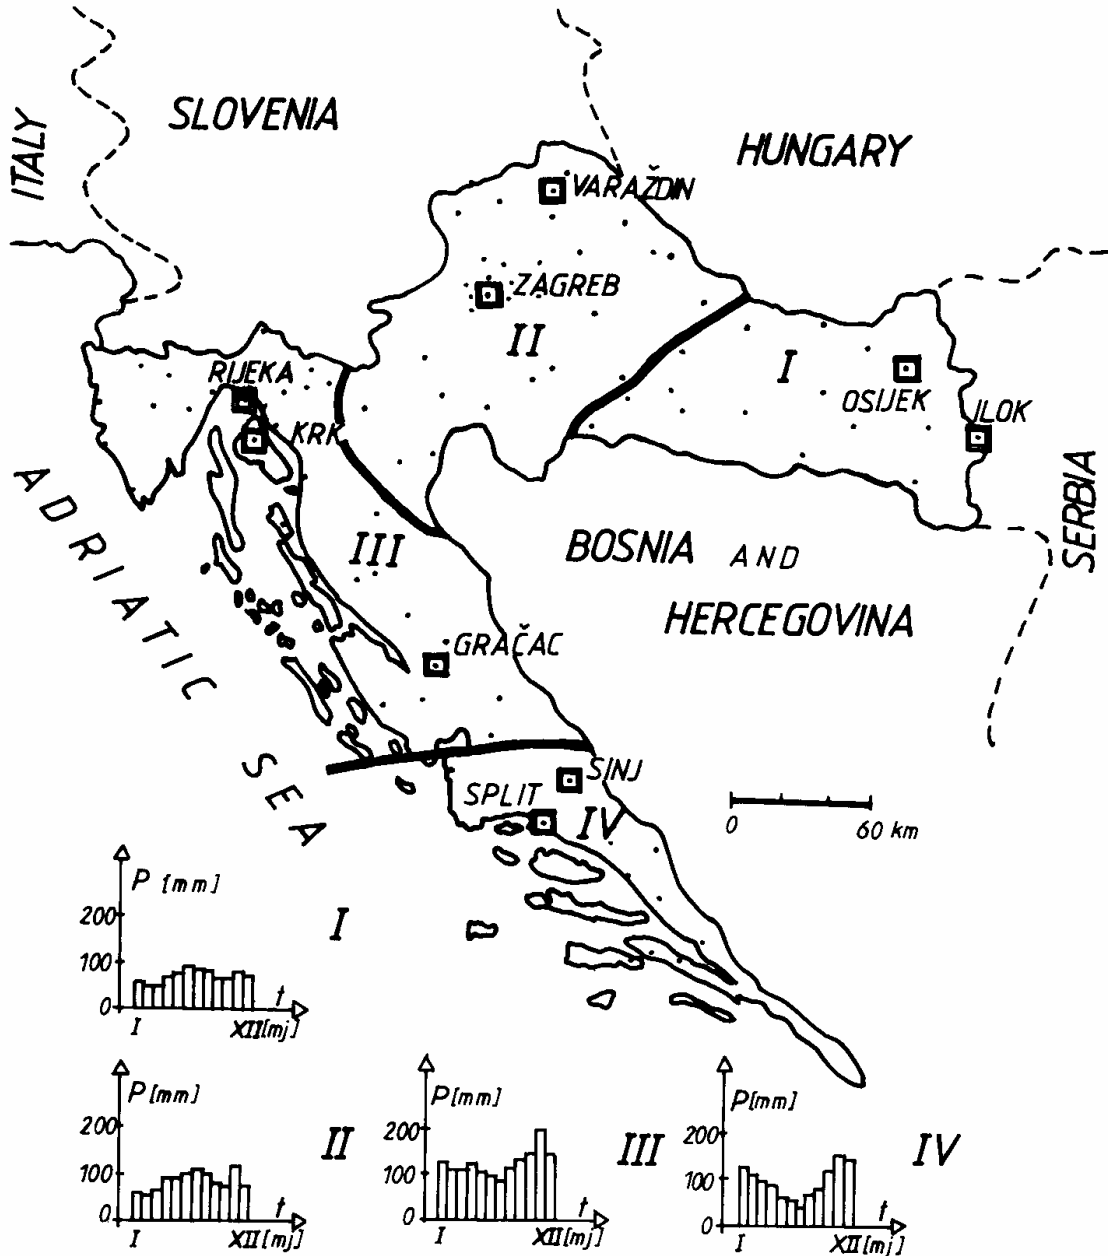 SLOVENIA
HUNGARY
ITALY
VARAŽDIN
ZAGREB
II
I
RIJEKA
OSIJEK
ILOK
KRK
SERBIA
ADRIATIC
SEA
III
BOSNIA AND
HERCEGOVINA
GRAČAC
SINJ
SPLIT
IV
0 60 km
P [mm]
200
100
0
I XII [mj]
t
I
P [mm]
200
100
0
I XII [mj]
t
II
P [mm]
200
100
0
I XII [mj]
t
III
P [mm]
200
100
0
I XII [mj]
t
IV